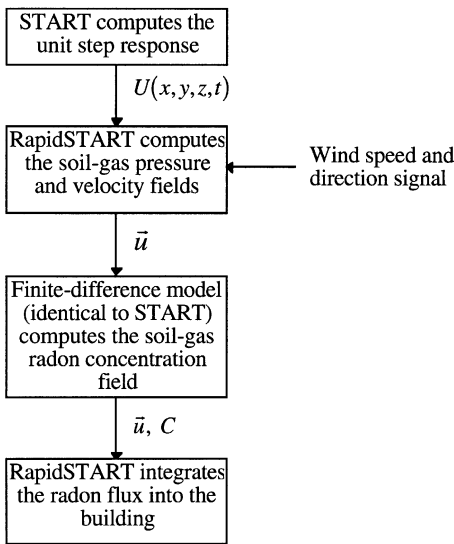 START computes the
unit step response
U(x,y,z,t)
RapidSTART computes
the soil-gas pressure
and velocity fields
Wind speed and
direction signal
u⃗
Finite-difference model
(identical to START)
computes the soil-gas
radon concentration
field
u⃗, C
RapidSTART integrates
the radon flux into the
building